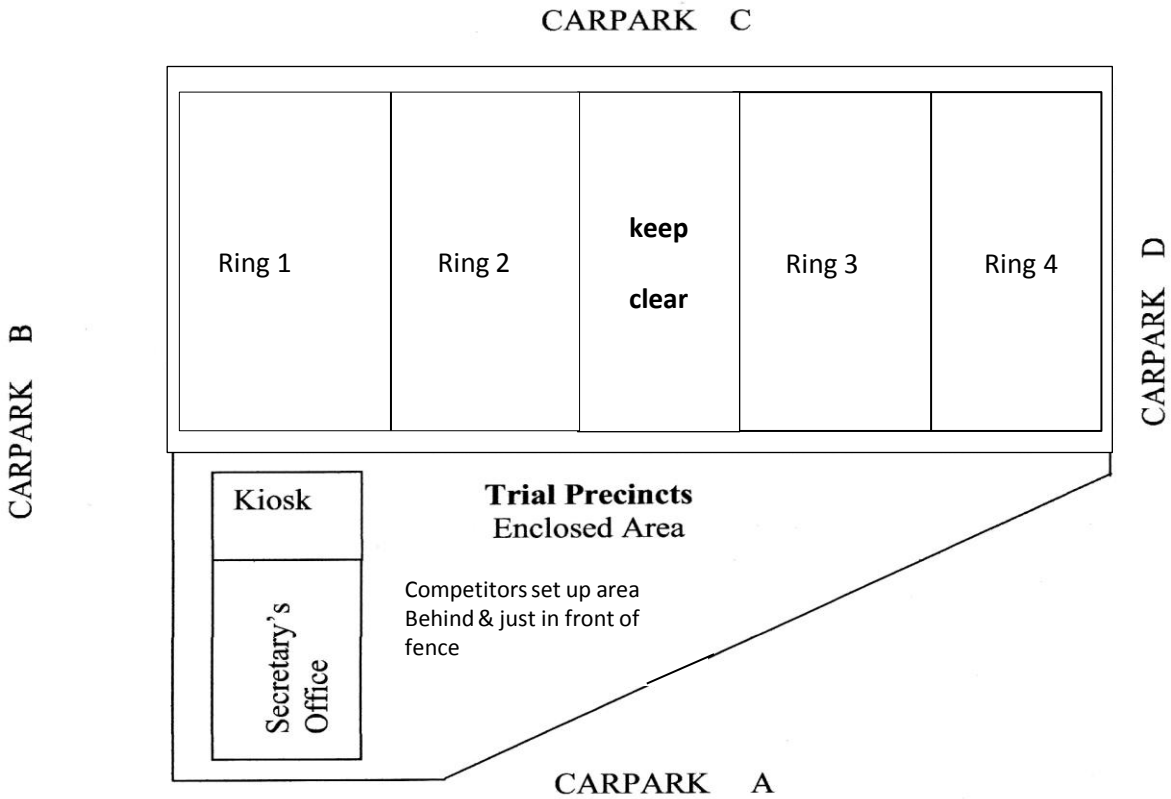 CARPARK C
Ring 1
Ring 2
keep
clear
Ring 3
Ring 4
CARPARK B
CARPARK D
Kiosk
Secretary's
Office
Trial Precincts
Enclosed Area
Competitors set up area
Behind & just in front of
fence
CARPARK A